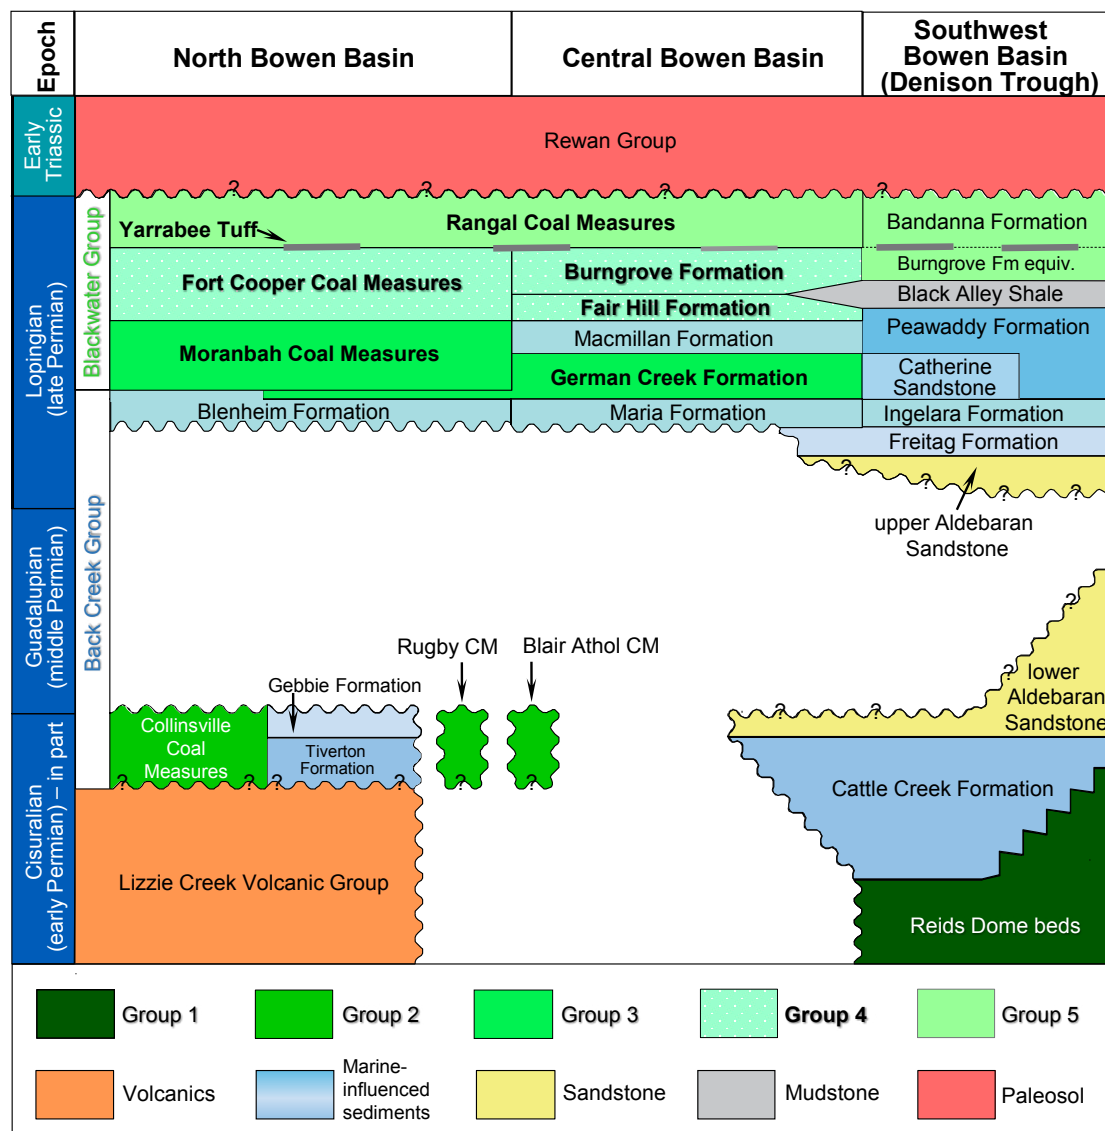 Epoch
North Bowen Basin
Central Bowen Basin
Southwest
Bowen Basin
(Denison Trough)
Early
Triassic
Rewan Group
?
?
?
?
Lopingian
(late Permian)
Blackwater Group
Yarrabee Tuff
Rangal Coal Measures
Bandanna Formation
Fort Cooper Coal Measures
Burngrove Formation
Burngrove Fm equiv.
Fair Hill Formation
Black Alley Shale
Moranbah Coal Measures
Macmillan Formation
Peawaddy Formation
German Creek Formation
Catherine
Sandstone
Blenheim Formation
Maria Formation
Ingelara Formation
Freitag Formation
?
?
?
?
upper Aldebaran
Sandstone
Guadalupian
(middle Permian)
Back Creek Group
Rugby CM
Blair Athol CM
Gebbie Formation
?
?
lower
Aldebaran
Sandstone
?
?
Cisuralian
(early Permian) – in part
Collinsville
Coal
Measures
Tiverton
Formation
?
?
?
?
?
?
Cattle Creek Formation
Lizzie Creek Volcanic Group
Reids Dome beds
Group 1
Group 2
Group 3
Group 4
Group 5
Volcanics
Marine-
influenced
sediments
Sandstone
Mudstone
Paleosol